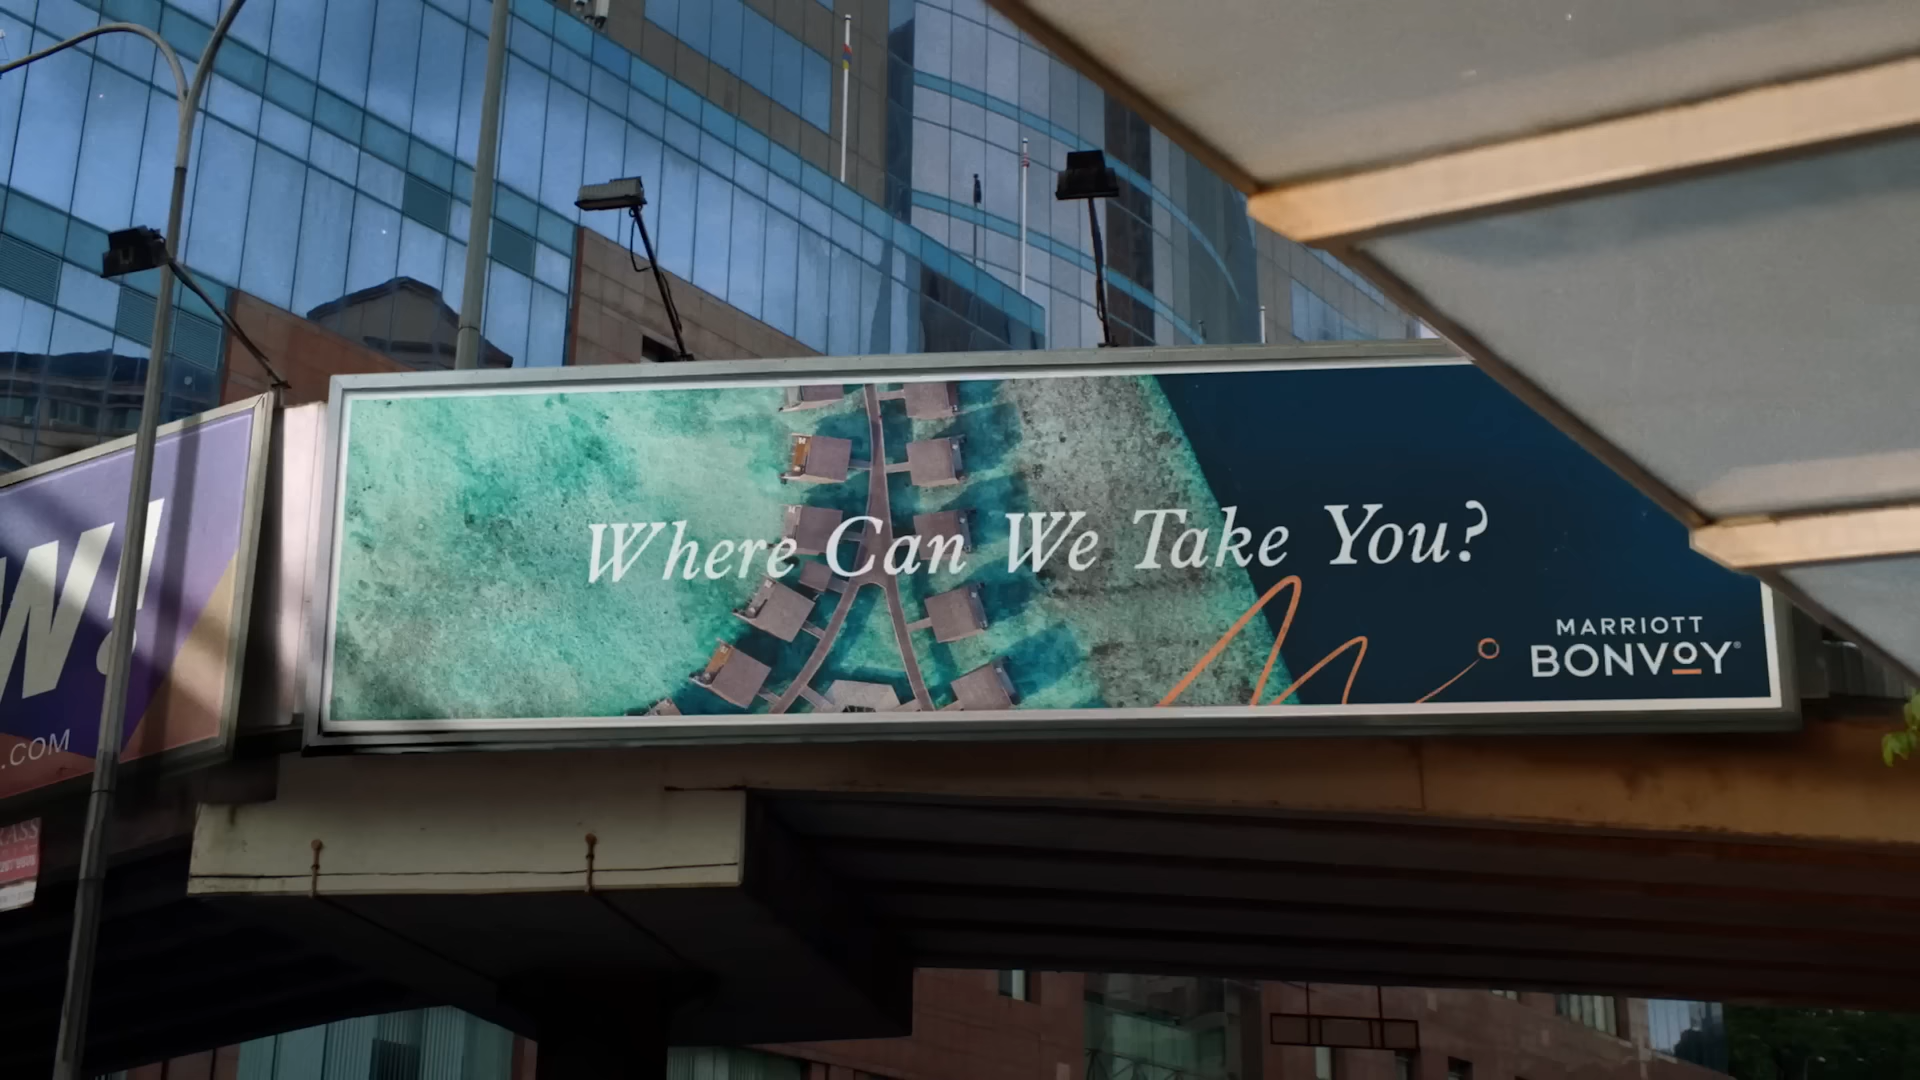 W!
.COM
Where Can We Take You?
MARRIOTT
BONVOY®